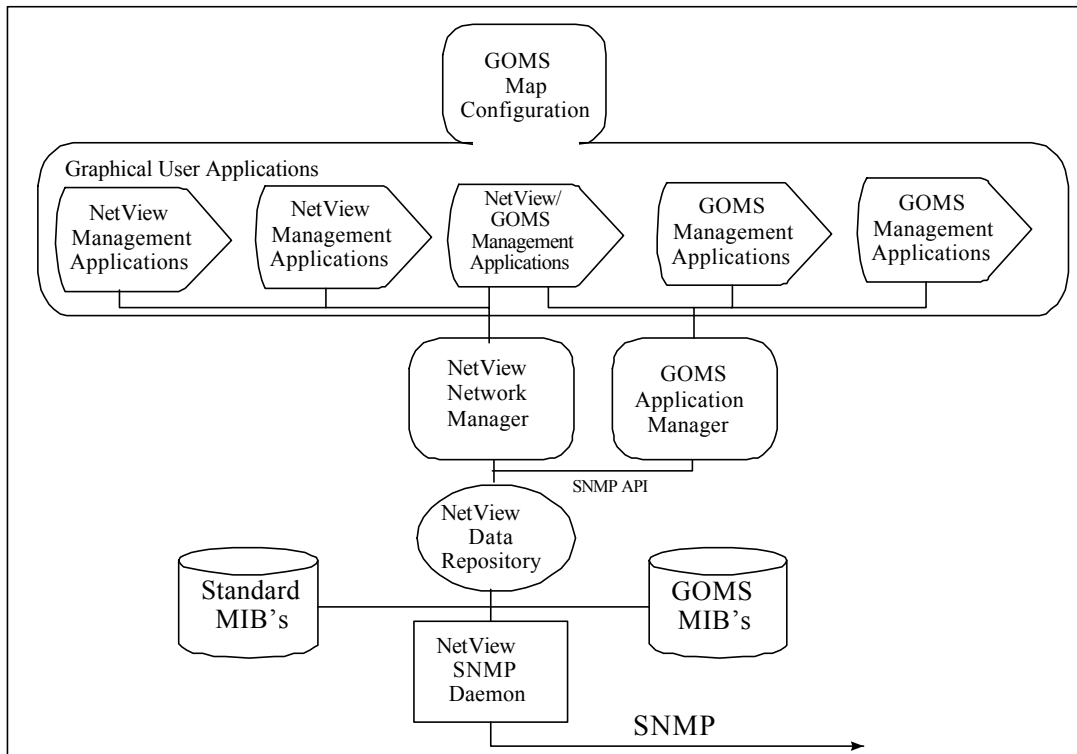 GOMS
Map
Configuration
Graphical User Applications
NetView
Management
Applications
NetView
Management
Applications
NetView/
GOMS
Management
Applications
GOMS
Management
Applications
GOMS
Management
Applications
NetView
Network
Manager
GOMS
Application
Manager
SNMP API
NetView
Data
Repository
Standard
MIB’s
GOMS
MIB’s
NetView
SNMP
Daemon
SNMP